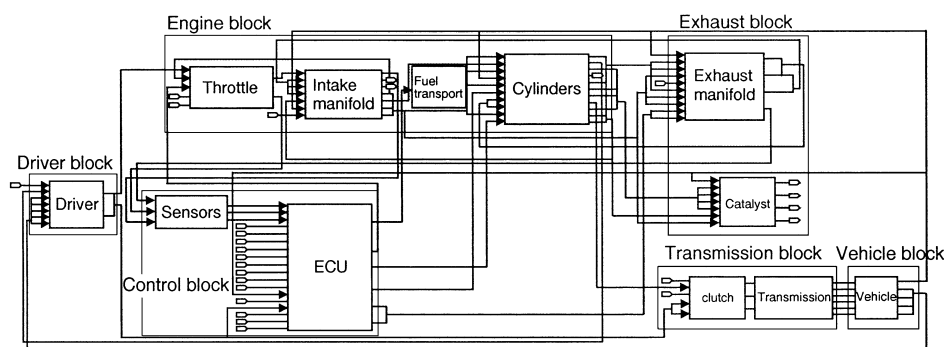 Engine block
Exhaust block
Throttle
Intake
manifold
Fuel
transport
Cylinders
Exhaust
manifold
Driver block
Driver
Sensors
ECU
Control block
Catalyst
Transmission block
Vehicle block
clutch
Transmission
Vehicle